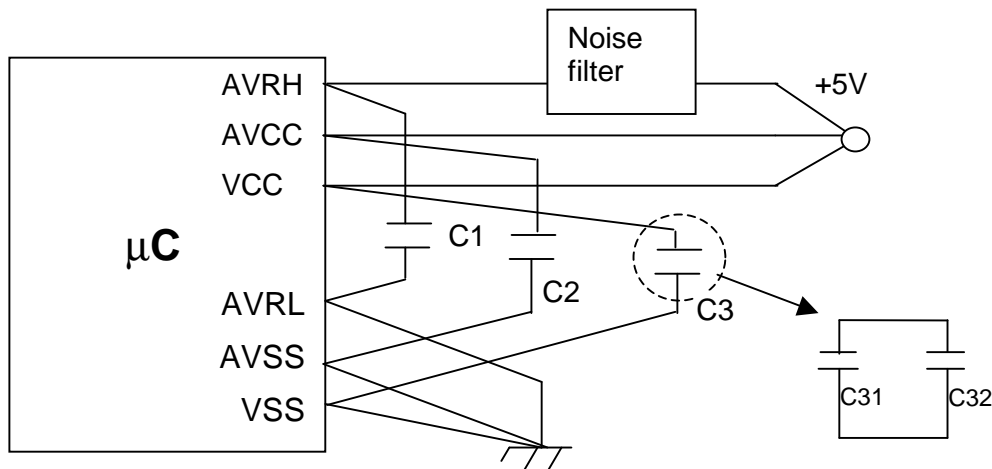 Noise
filter
+5V
AVRH
AVCC
VCC
μC
C1
C2
C3
AVRL
AVSS
VSS
C31
C32